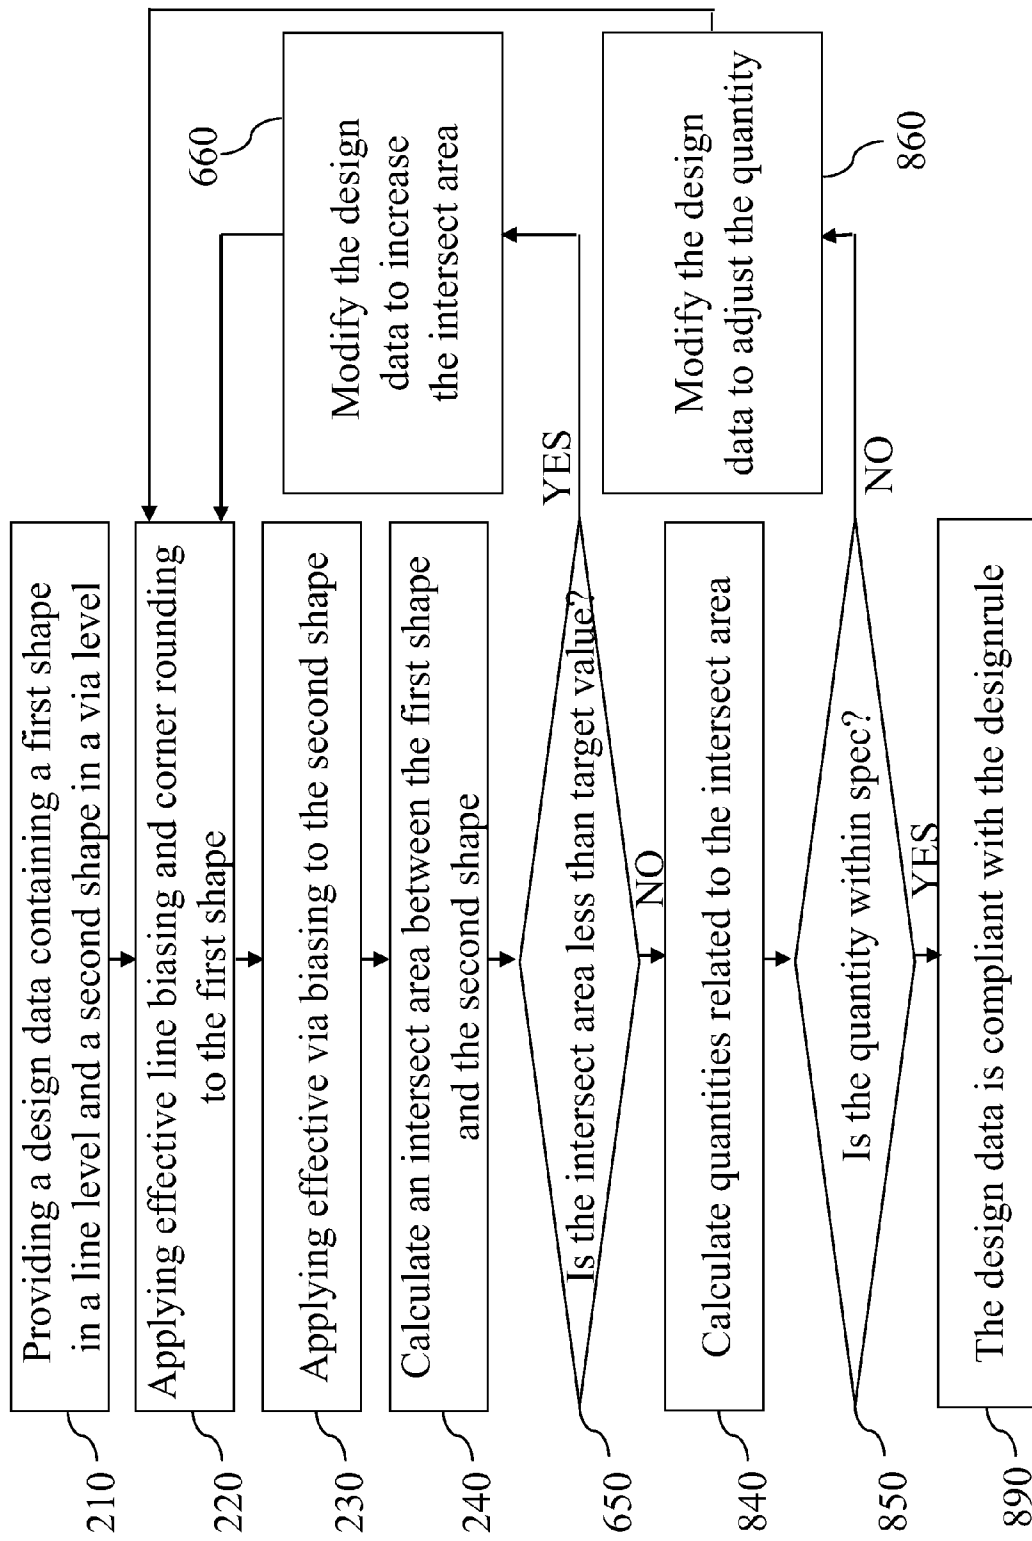 210
Providing a design data containing a first shape
in a line level and a second shape in a via level
220
Applying effective line biasing and corner rounding
to the first shape
230
Applying effective via biasing to the second shape
240
Calculate an intersect area between the first shape
and the second shape
650
Is the intersect area less than target value?
YES
NO
660
Modify the design
data to increase
the intersect area
840
Calculate quantities related to the intersect area
850
Is the quantity within spec?
NO
YES
860
Modify the design
data to adjust the quantity
890
The design data is compliant with the designrule